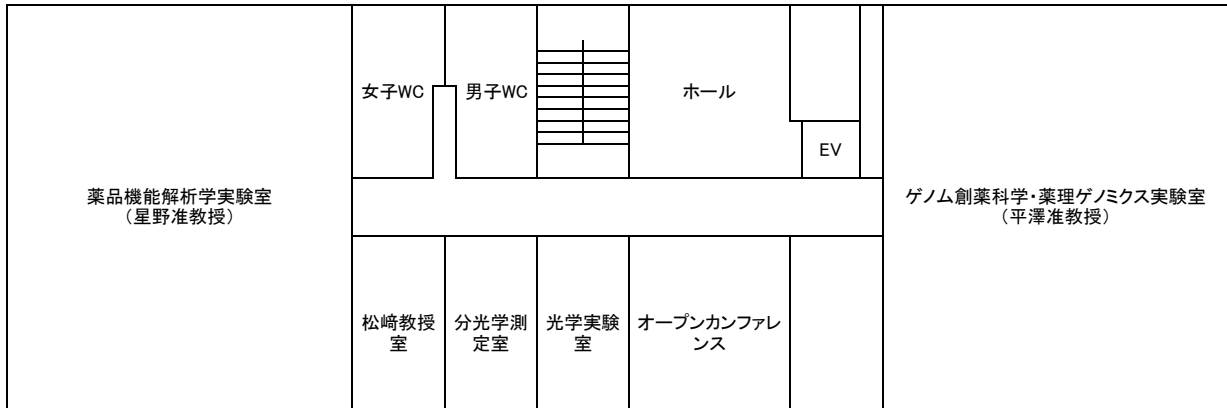 女子WC
男子WC
ホール
EV
薬品機能解析学実験室
（星野准教授）
ゲノム創薬科学・薬理ゲノミクス実験室
（平澤准教授）
松﨑教授
室
分光学測
定室
光学実験
室
オープンカンファレ
ンス